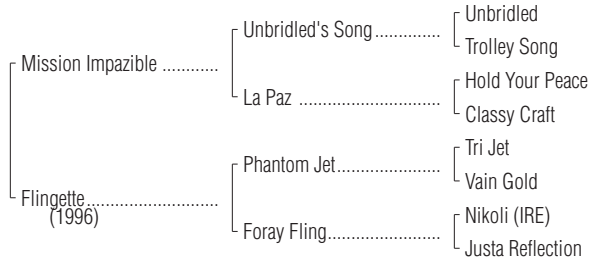 Unbridled
Unbridled's Song..............
Trolley Song
Mission Impazible ............
Hold Your Peace
La Paz ..............................
Classy Craft
Tri Jet
Phantom Jet......................
Vain Gold
Flingette............................
(1996)
Nikoli (IRE)
Foray Fling........................
Justa Reflection